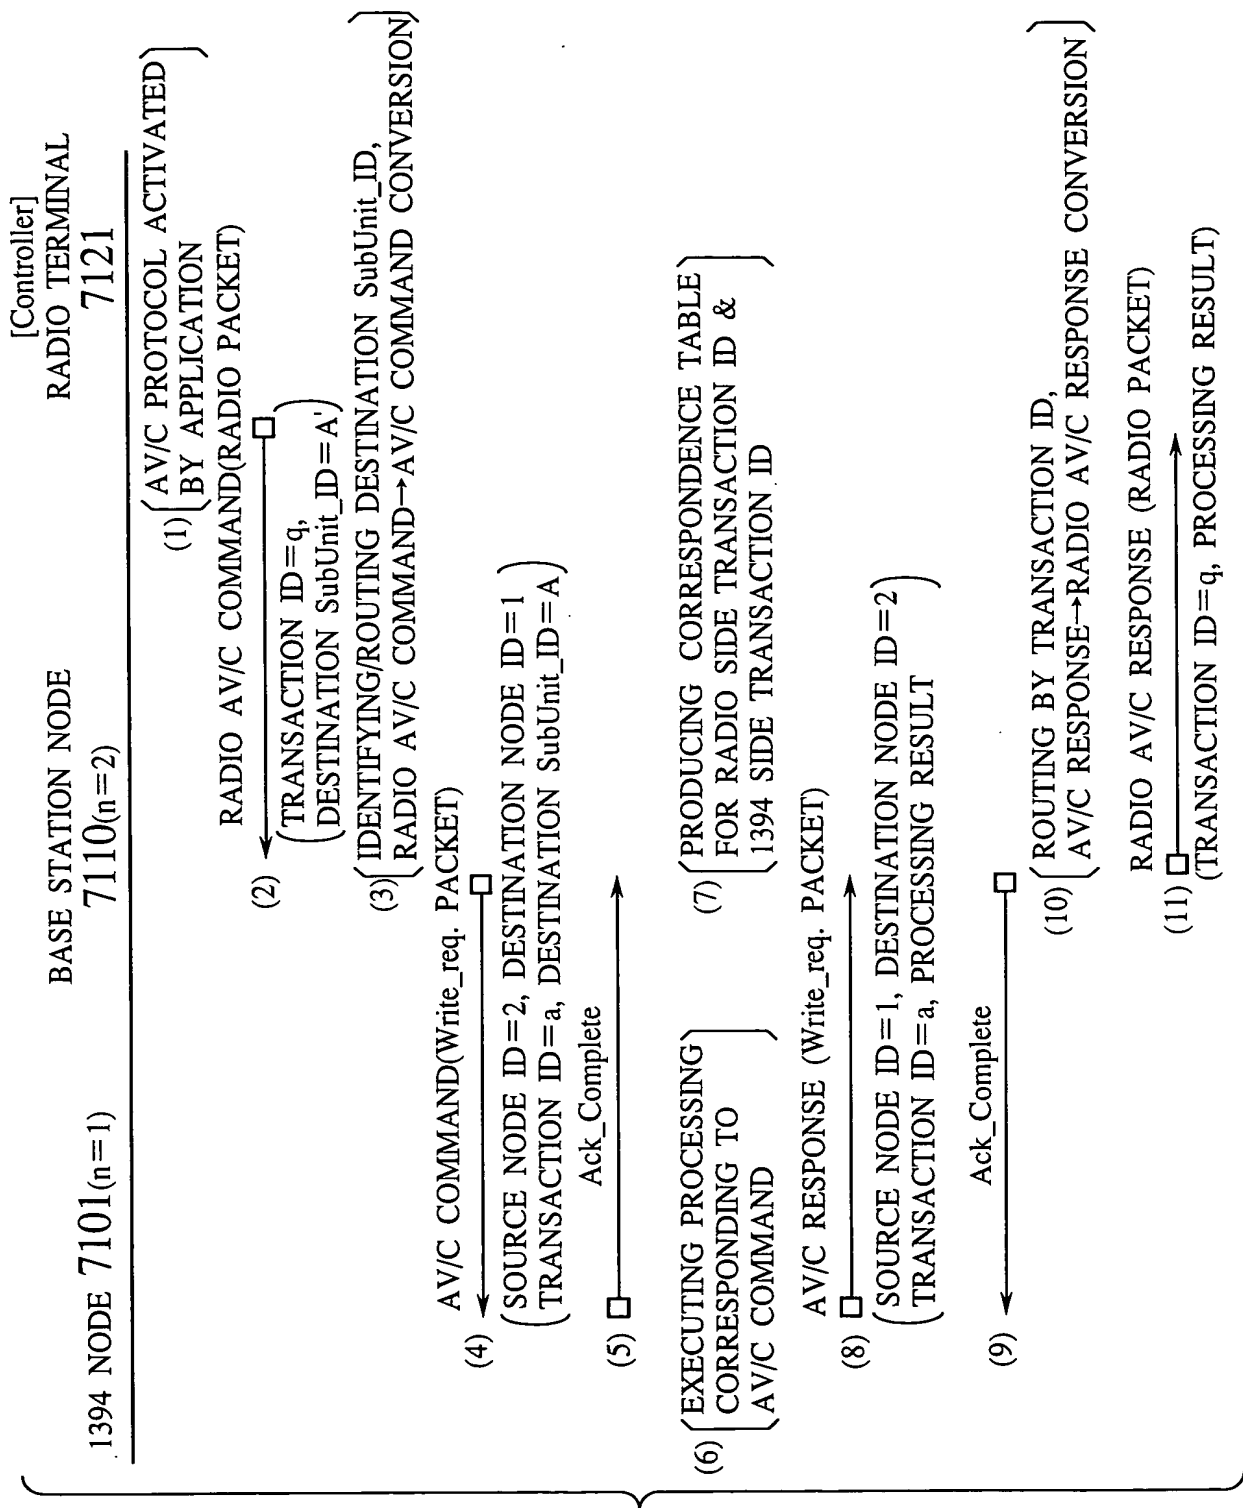 [Controller]
1394 NODE 7101(n=1)
BASE STATION NODE
7110(n=2)
RADIO TERMINAL
7121
(1)
AV/C PROTOCOL ACTIVATED
BY APPLICATION
RADIO AV/C COMMAND(RADIO PACKET)
(2)
TRANSACTION ID=q,
DESTINATION SubUnit_ID=A'
(3)
IDENTIFYING/ROUTING DESTINATION SubUnit_ID,
RADIO AV/C COMMAND→AV/C COMMAND CONVERSION
AV/C COMMAND(Write_req. PACKET)
(4)
SOURCE NODE ID=2, DESTINATION NODE ID=1
TRANSACTION ID=a, DESTINATION SubUnit_ID=A
Ack_Complete
(5)
(6)
EXECUTING PROCESSING
CORRESPONDING TO
AV/C COMMAND
(7)
PRODUCING CORRESPONDENCE TABLE
FOR RADIO SIDE TRANSACTION ID &
1394 SIDE TRANSACTION ID
AV/C RESPONSE (Write_req. PACKET)
(8)
SOURCE NODE ID=1, DESTINATION NODE ID=2
TRANSACTION ID=a, PROCESSING RESULT
Ack_Complete
(9)
(10)
ROUTING BY TRANSACTION ID,
AV/C RESPONSE→RADIO AV/C RESPONSE CONVERSION
RADIO AV/C RESPONSE (RADIO PACKET)
(11)
(TRANSACTION ID=q, PROCESSING RESULT)